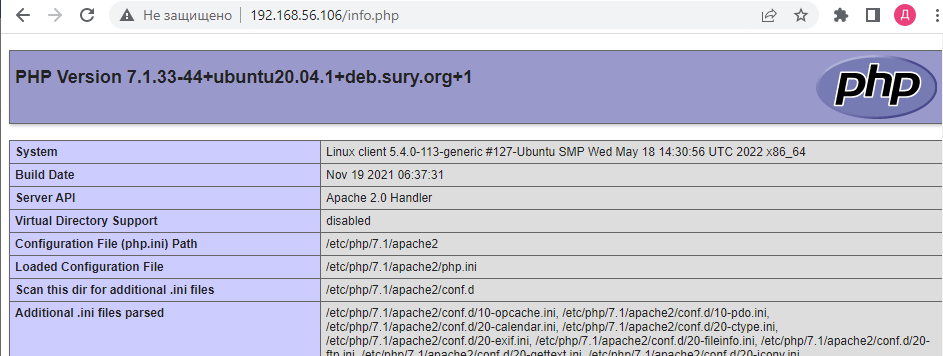 Не защищено | 192.168.56.106/info.php
Д
PHP Version 7.1.33-44+ubuntu20.04.1+deb.sury.org+1
php
System Linux client 5.4.0-113-generic #127-Ubuntu SMP Wed May 18 14:30:56 UTC 2022 x86_64
Build Date Nov 19 2021 06:37:31
Server API Apache 2.0 Handler
Virtual Directory Support disabled
Configuration File (php.ini) Path /etc/php/7.1/apache2
Loaded Configuration File /etc/php/7.1/apache2/php.ini
Scan this dir for additional .ini files /etc/php/7.1/apache2/conf.d
Additional .ini files parsed /etc/php/7.1/apache2/conf.d/10-opcache.ini, /etc/php/7.1/apache2/conf.d/10-pdo.ini,
/etc/php/7.1/apache2/conf.d/20-calendar.ini, /etc/php/7.1/apache2/conf.d/20-ctype.ini,
/etc/php/7.1/apache2/conf.d/20-exif.ini, /etc/php/7.1/apache2/conf.d/20-fileinfo.ini, /etc/php/7.1/apache2/conf.d/20-
ftp.ini, /etc/php/7.1/apache2/conf.d/20-gettext.ini, /etc/php/7.1/apache2/conf.d/20-iconv.ini,